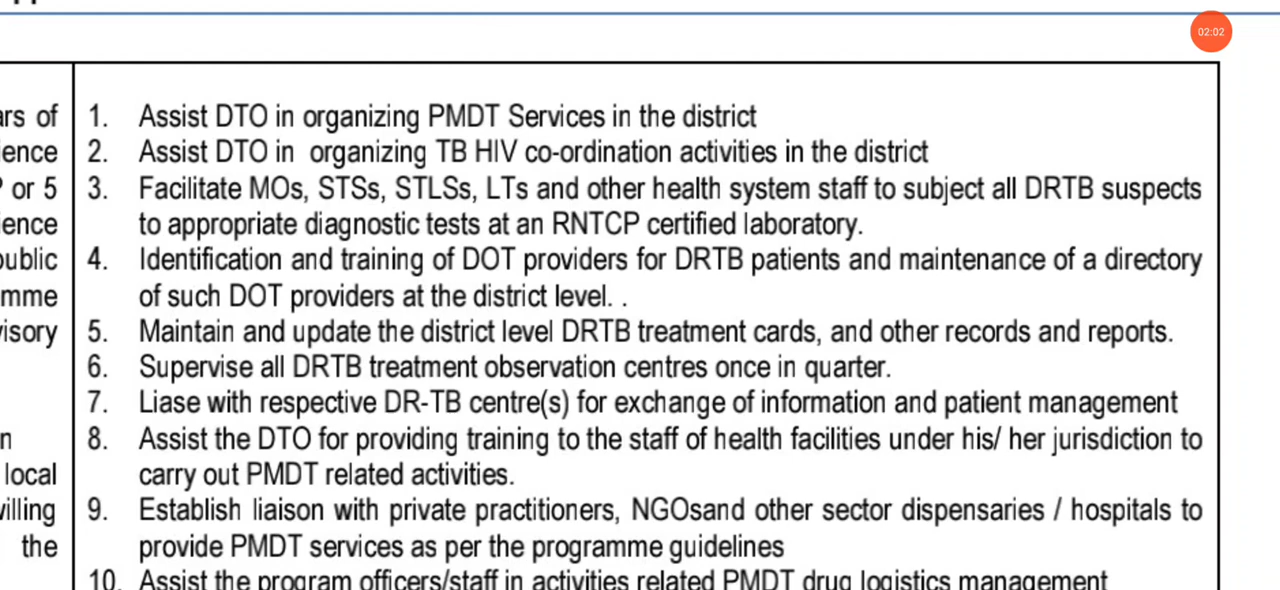 02:02
ars of
ience
or 5
ience
public
mme
visory
n
local
villing
the
1. Assist DTO in organizing PMDT Services in the district
2. Assist DTO in organizing TB HIV co-ordination activities in the district
3. Facilitate MOs, STSs, STLSs, LTs and other health system staff to subject all DRTB suspects
to appropriate diagnostic tests at an RNTCP certified laboratory.
4. Identification and training of DOT providers for DRTB patients and maintenance of a directory
of such DOT providers at the district level. .
5. Maintain and update the district level DRTB treatment cards, and other records and reports.
6. Supervise all DRTB treatment observation centres once in quarter.
7. Liase with respective DR-TB centre(s) for exchange of information and patient management
8. Assist the DTO for providing training to the staff of health facilities under his/ her jurisdiction to
carry out PMDT related activities.
9. Establish liaison with private practitioners, NGOsand other sector dispensaries / hospitals to
provide PMDT services as per the programme guidelines
10. Assist the program officers/staff in activities related PMDT drug logistics management